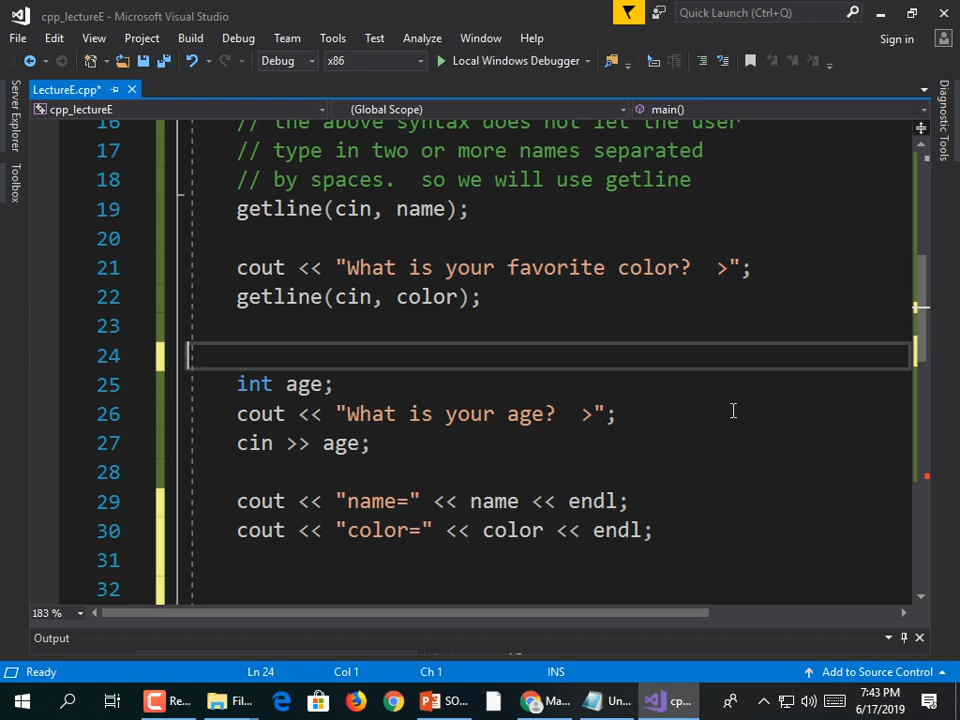 cpp_lectureE - Microsoft Visual Studio
Quick Launch (Ctrl+Q)
File Edit View Project Build Debug Team Tools Test Analyze Window Help
Sign in
Debug x86 Local Windows Debugger
LectureE.cpp*
cpp_lectureE (Global Scope) main()
Server Explorer
Toolbox
Diagnostic Tools
16 // the above syntax does not let the user
17 // type in two or more names separated
18 // by spaces.  so we will use getline
19 getline(cin, name);
20
21 cout << "What is your favorite color?  >";
22 getline(cin, color);
23
24
25 int age;
26 cout << "What is your age?  >";
27 cin >> age;
28
29 cout << "name=" << name << endl;
30 cout << "color=" << color << endl;
31
32
183 %
Output
Ready Ln 24 Col 1 Ch 1 INS Add to Source Control
Re... Fil... SO... Ma... Un... cp...
7:43 PM
6/17/2019